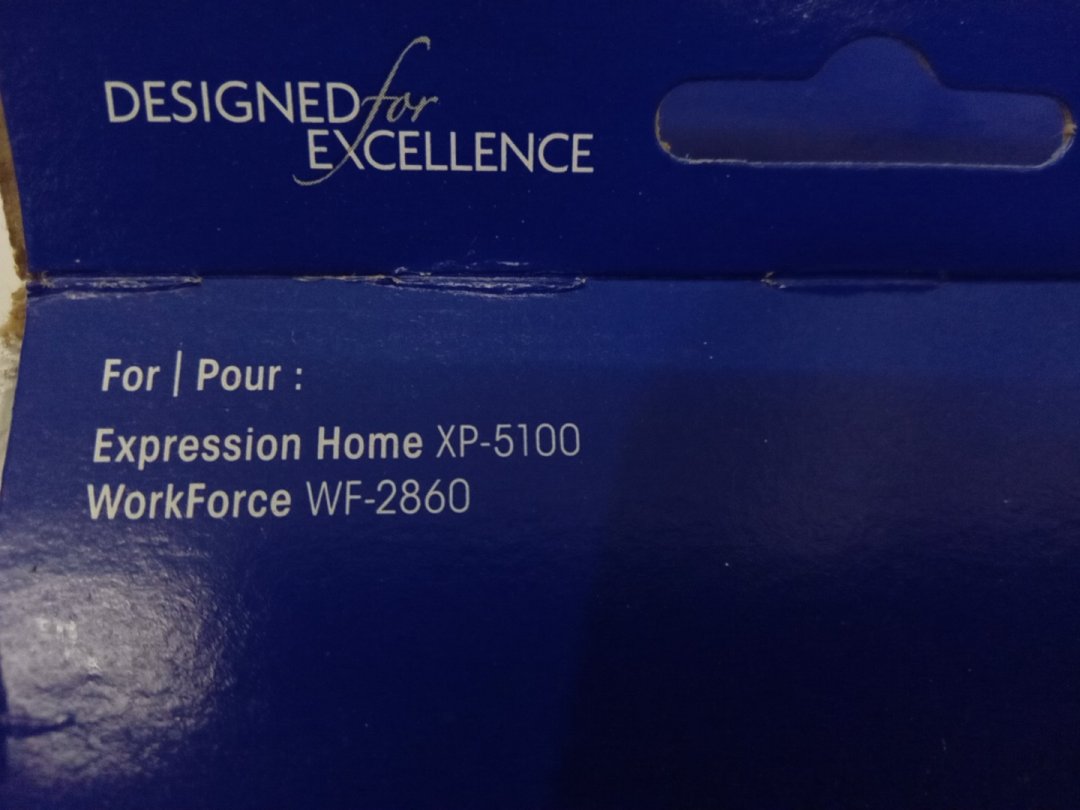 DESIGNED for
EXCELLENCE
For | Pour :
Expression Home XP-5100
WorkForce WF-2860